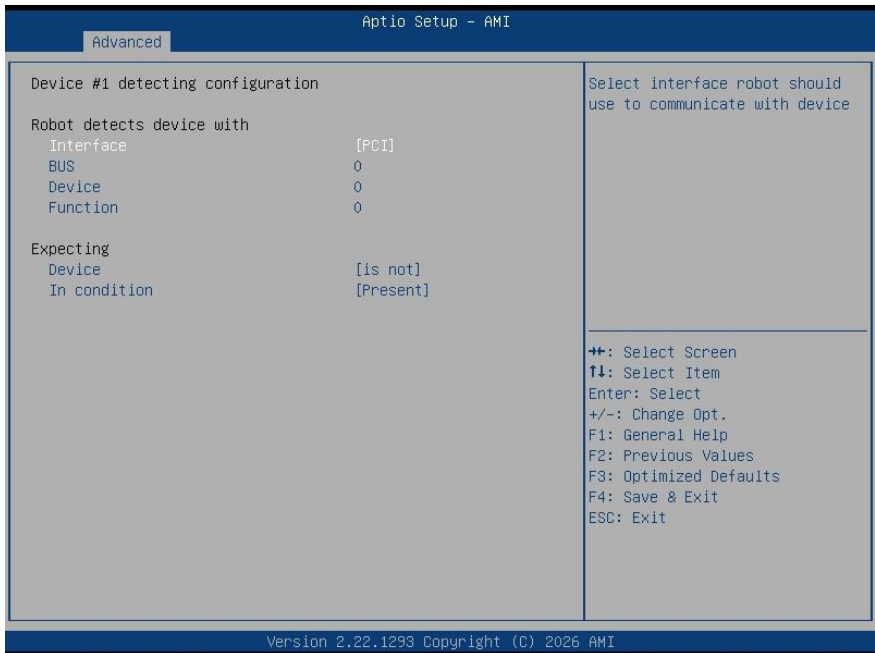 Aptio Setup – AMI
Advanced
Device #1 detecting configuration
Robot detects device with
Interface [PCI]
BUS 0
Device 0
Function 0
Expecting
Device [is not]
In condition [Present]
Select interface robot should
use to communicate with device
→←: Select Screen
↑↓: Select Item
Enter: Select
+/-: Change Opt.
F1: General Help
F2: Previous Values
F3: Optimized Defaults
F4: Save & Exit
ESC: Exit
Version 2.22.1293 Copyright (C) 2026 AMI